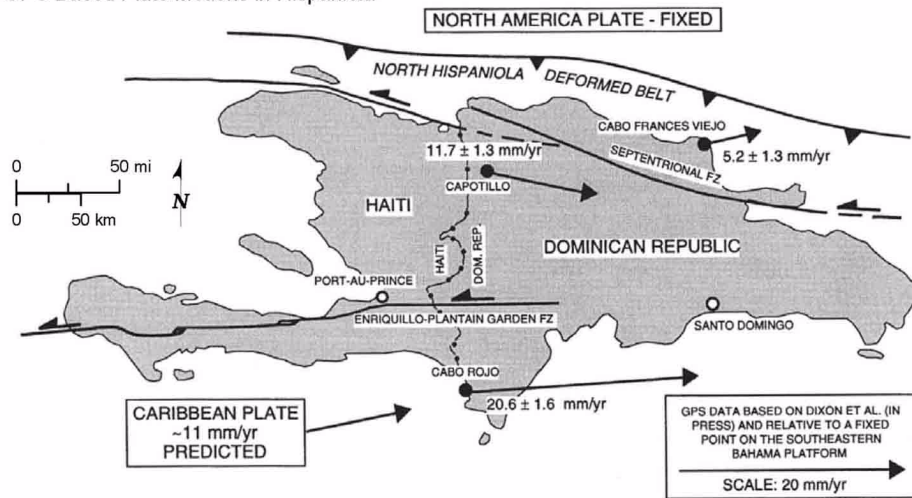 NORTH AMERICA PLATE - FIXED
NORTH HISPANIOLA
DEFORMED BELT
CABO FRANCES VIEJO
5.2 ± 1.3 mm/yr
11.7 ± 1.3 mm/yr
SEPTENTRIONAL FZ
CAPOTILLO
0 50 mi
0 50 km
N
HAITI
DOMINICAN REPUBLIC
HAITI
DOM. REP.
PORT-AU-PRINCE
ENRIQUILLO-PLANTAIN GARDEN FZ
SANTO DOMINGO
CABO ROJO
20.6 ± 1.6 mm/yr
CARIBBEAN PLATE
~11 mm/yr
PREDICTED
GPS DATA BASED ON DIXON ET AL. (IN
PRESS) AND RELATIVE TO A FIXED
POINT ON THE SOUTHEASTERN
BAHAMA PLATFORM
SCALE: 20 mm/yr